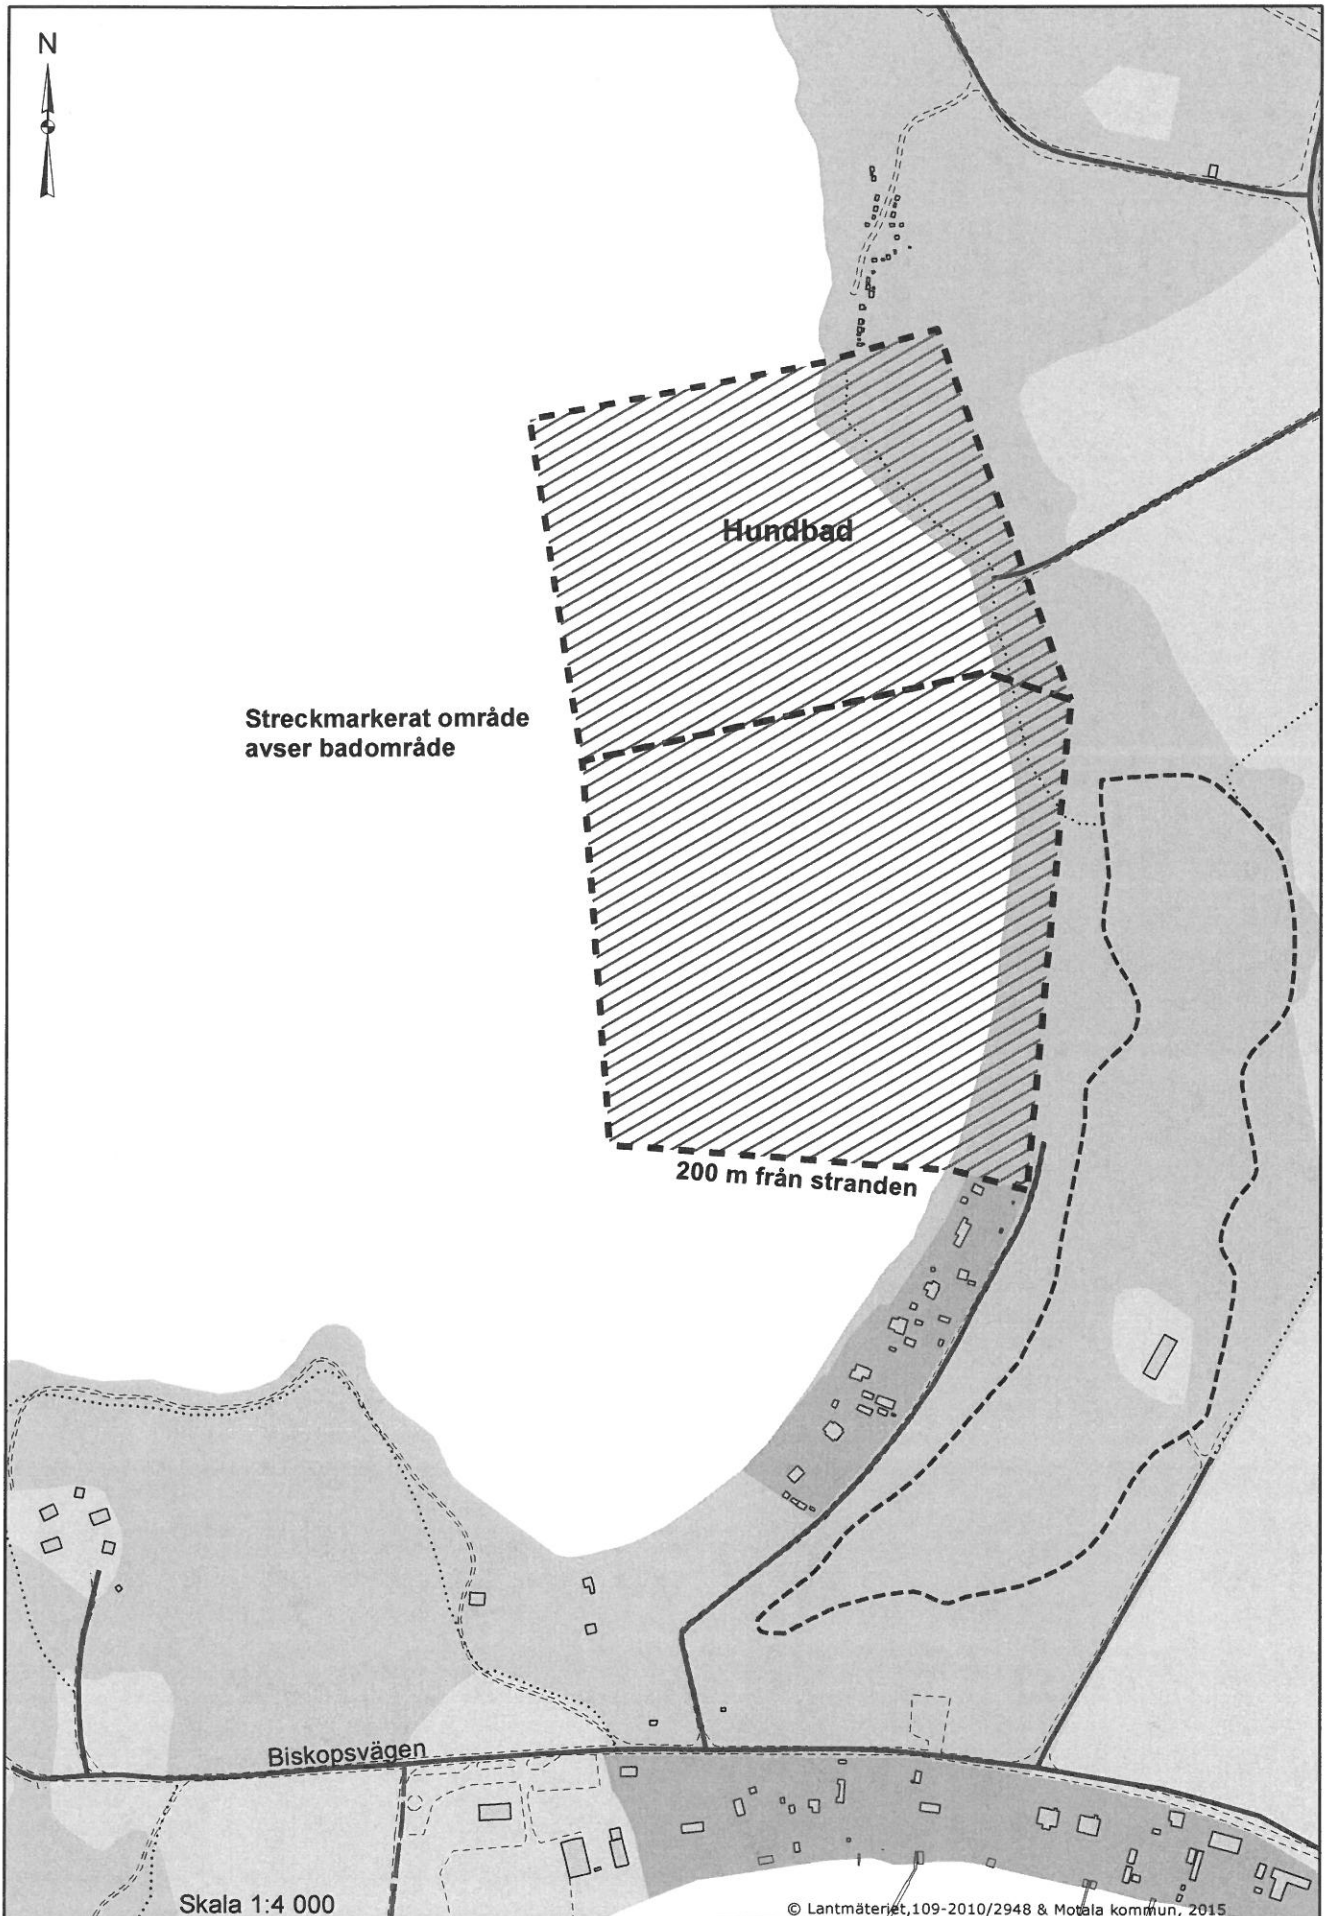 N
Hundbad
Streckmarkerat område
avser badområde
200 m från stranden
Biskopsvägen
Skala 1:4 000
© Lantmäteriet,109-2010/2948 & Motala kommun, 2015